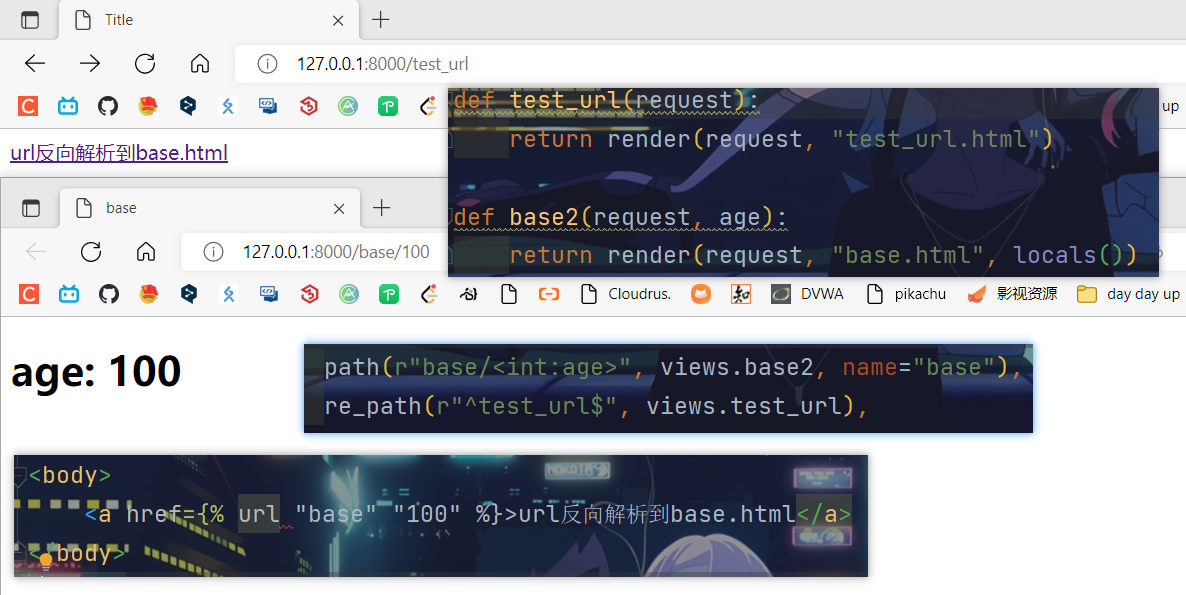 Title
127.0.0.1:8000/test_url
up
def test_url(request):
return render(request, "test_url.html")
def base2(request, age):
return render(request, "base.html", locals())
url反向解析到base.html
base
127.0.0.1:8000/base/100
Cloudrus.
DVWA
pikachu
影视资源
day day up
age: 100
path(r"base/<int:age>", views.base2, name="base"),
re_path(r"^test_url$", views.test_url),
<body>
<a href={% url "base" "100" %}>url反向解析到base.html</a>
</body>